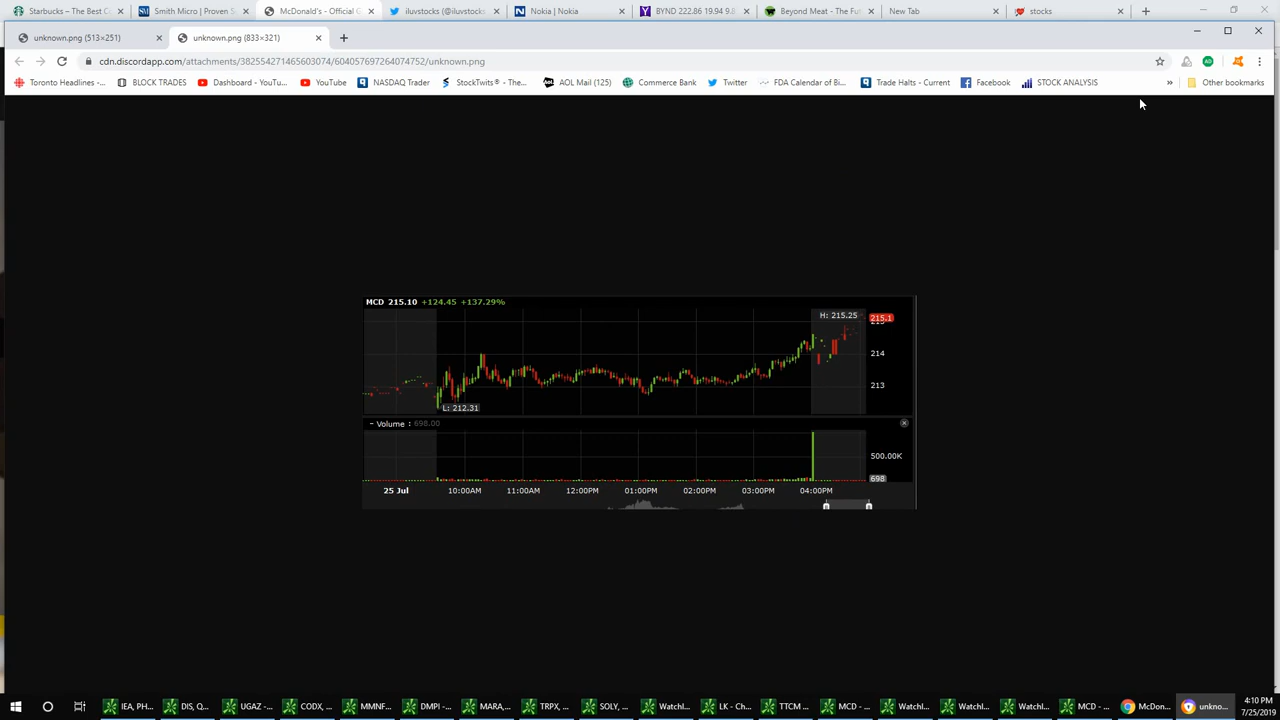 Starbucks – The Best C
Smith Micro | Proven S
McDonald's - Official G
iluvstocks (@iluvstocks
Nokia | Nokia
BYND 222.86 19.94 9.8
Beyond Meat - The Fut
New Tab
stocks
unknown.png (513×251)
unknown.png (833×321)
cdn.discordapp.com/attachments/382554271465603074/604057697264074752/unknown.png
Toronto Headlines -...
BLOCK TRADES
Dashboard - YouTu...
YouTube
NASDAQ Trader
StockTwits® - The...
AOL Mail (125)
Commerce Bank
Twitter
FDA Calendar of Bi...
Trade Halts - Current
Facebook
STOCK ANALYSIS
Other bookmarks
MCD 215.10 +124.45 +137.29%
H: 215.25
215.1
214
213
L: 212.31
– Volume : 698.00
500.00K
698
25 Jul 10:00AM 11:00AM 12:00PM 01:00PM 02:00PM 03:00PM 04:00PM
IEA, PH...
DIS, Q...
UGAZ -...
CODX, ...
MMNF...
DMPI -...
MARA,...
TRPX, ...
SOLY, ...
Watchl...
LK - Ch...
TTCM ...
MCD - ...
Watchl...
Watchl...
Watchl...
MCD - ...
McDon...
unkno...
4:10 PM
7/25/2019